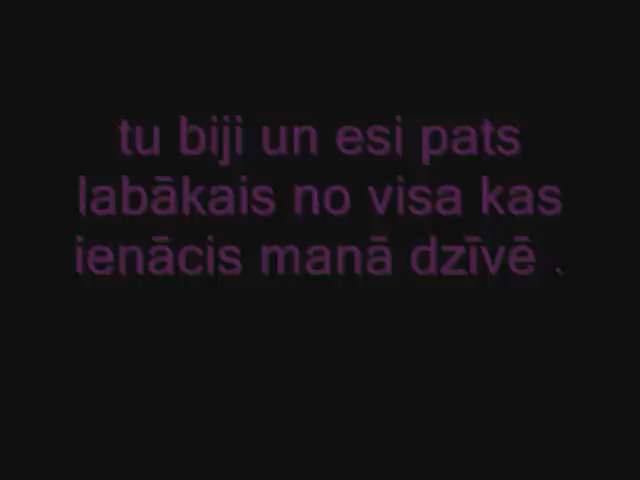 tu biji un esi pats
labākais no visa kas
ienācis manā dzīvē .